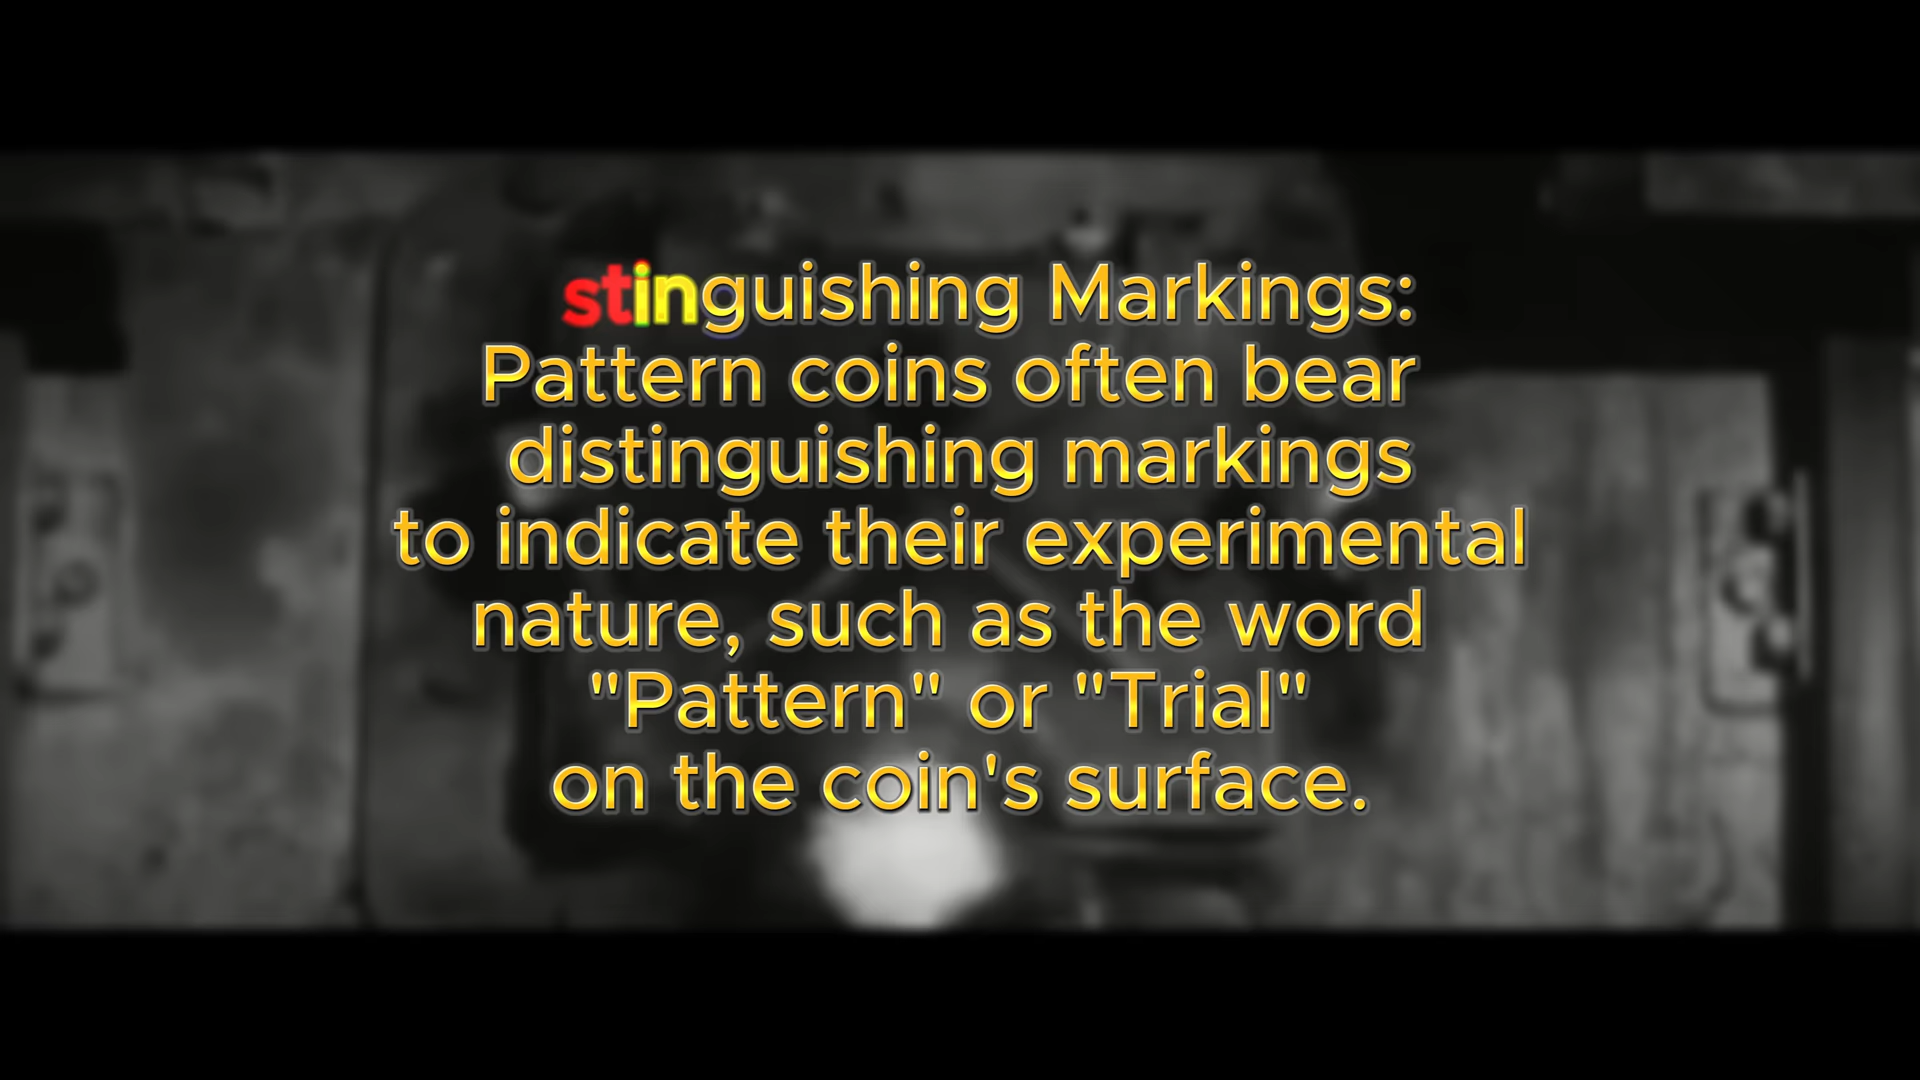 stinguishing Markings:
Pattern coins often bear
distinguishing markings
to indicate their experimental
nature, such as the word
"Pattern" or "Trial"
on the coin's surface.